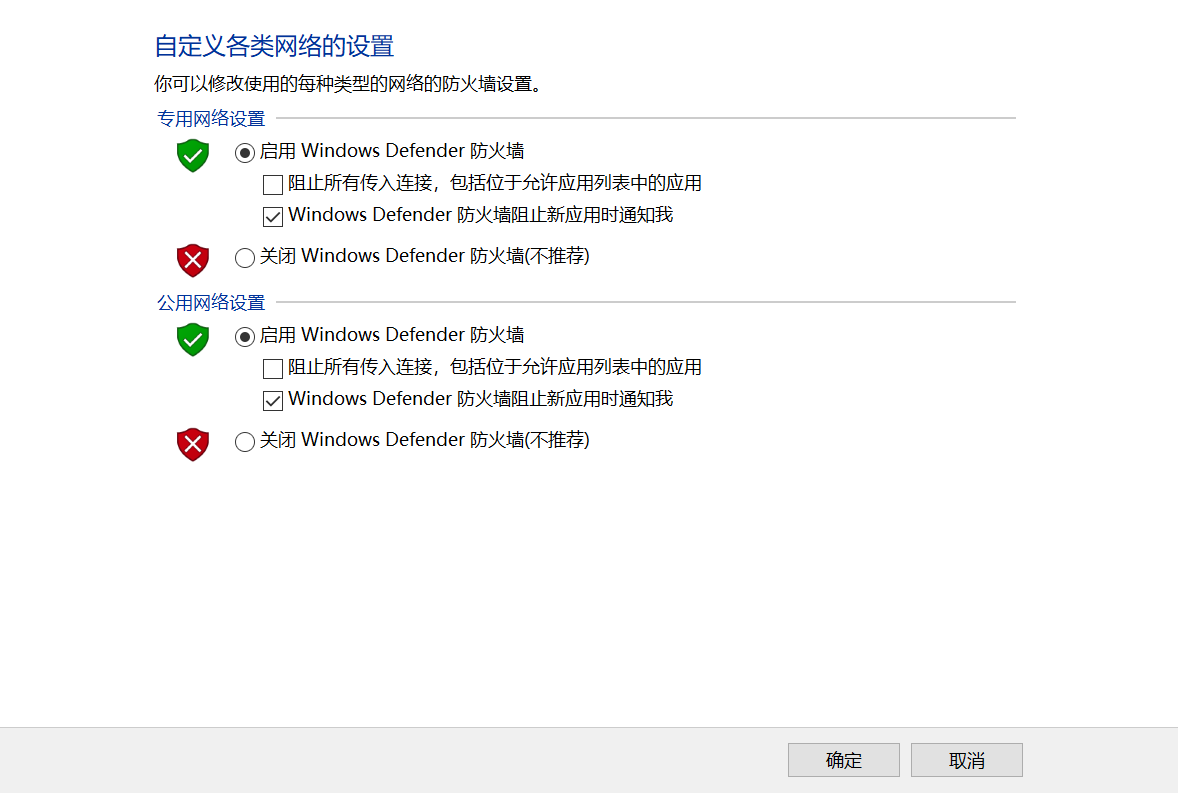 自定义各类网络的设置
你可以修改使用的每种类型的网络的防火墙设置。
专用网络设置
启用 Windows Defender 防火墙
阻止所有传入连接，包括位于允许应用列表中的应用
Windows Defender 防火墙阻止新应用时通知我
关闭 Windows Defender 防火墙(不推荐)
公用网络设置
启用 Windows Defender 防火墙
阻止所有传入连接，包括位于允许应用列表中的应用
Windows Defender 防火墙阻止新应用时通知我
关闭 Windows Defender 防火墙(不推荐)
确定 取消